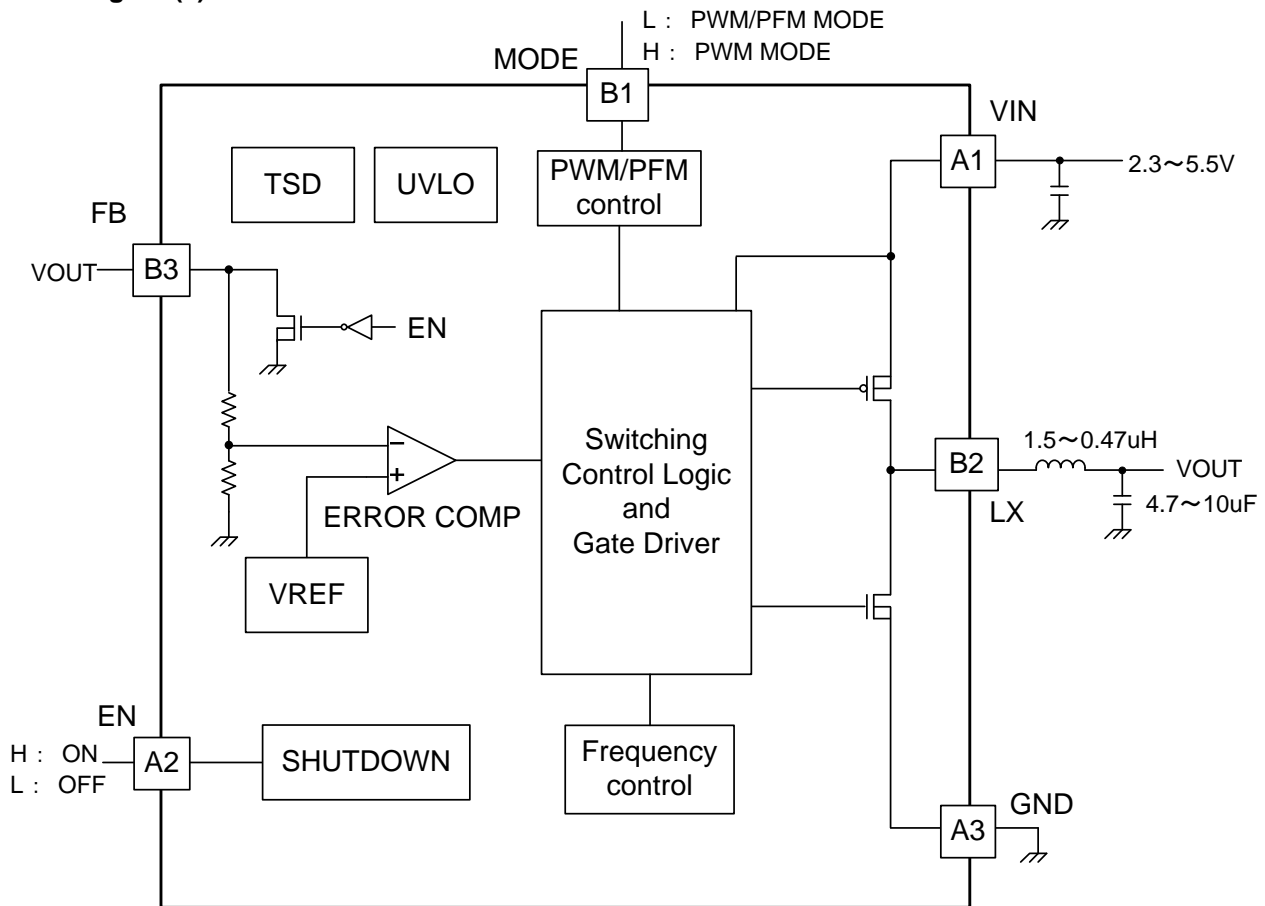 L : PWM/PFM MODE
H : PWM MODE
MODE
B1
VIN
A1
2.3～5.5V
TSD
UVLO
PWM/PFM
control
FB
VOUT
B3
EN
Switching
Control Logic
and
Gate Driver
ERROR COMP
VREF
1.5～0.47uH
B2
VOUT
LX
4.7～10uF
EN
H : ON
L : OFF
A2
SHUTDOWN
Frequency
control
GND
A3